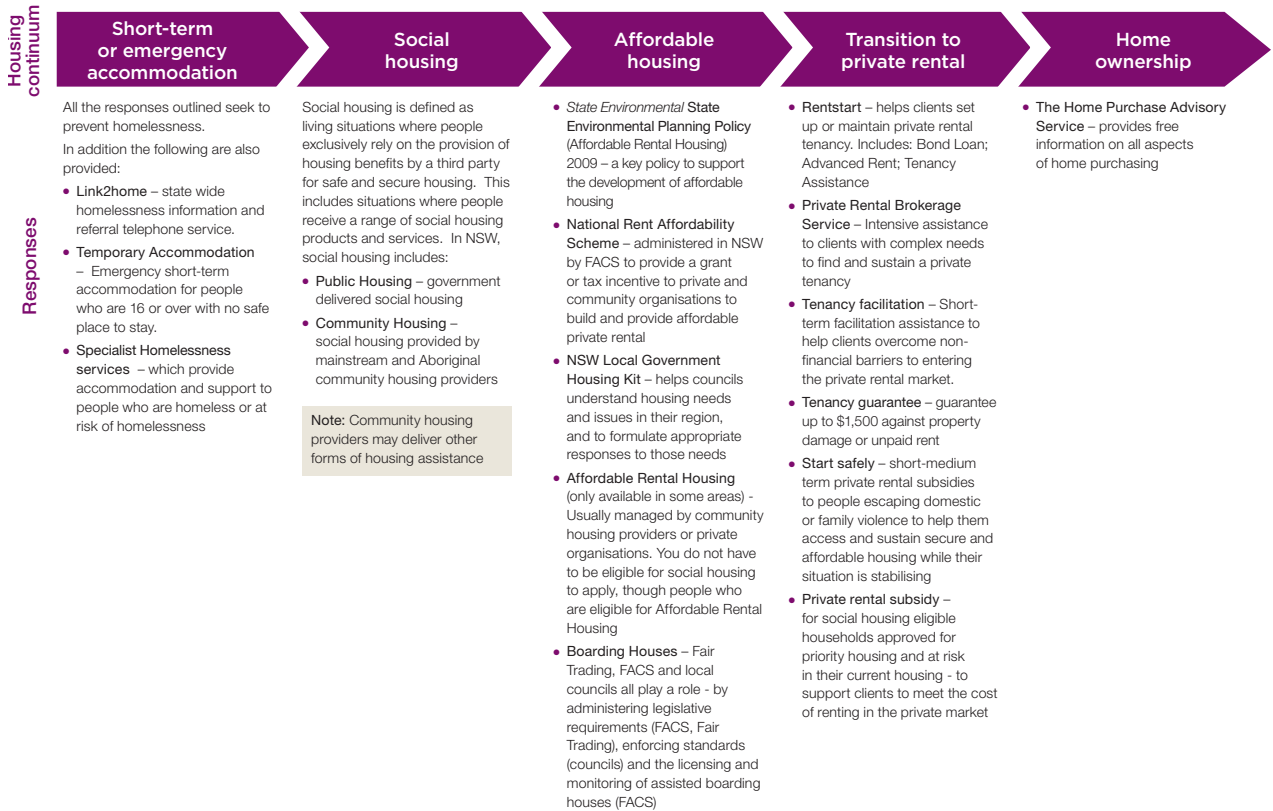 Housing
continuum
Short-term
or emergency
accommodation
Social
housing
Affordable
housing
Transition to
private rental
Home
ownership
Responses
All the responses outlined seek to
prevent homelessness.
In addition the following are also
provided:
• Link2home – state wide
homelessness information and
referral telephone service.
• Temporary Accommodation
– Emergency short-term
accommodation for people
who are 16 or over with no safe
place to stay.
• Specialist Homelessness
services – which provide
accommodation and support to
people who are homeless or at
risk of homelessness
Social housing is defined as
living situations where people
exclusively rely on the provision of
housing benefits by a third party
for safe and secure housing. This
includes situations where people
receive a range of social housing
products and services. In NSW,
social housing includes:
• Public Housing – government
delivered social housing
• Community Housing –
social housing provided by
mainstream and Aboriginal
community housing providers
Note: Community housing
providers may deliver other
forms of housing assistance
• State Environmental State
Environmental Planning Policy
(Affordable Rental Housing)
2009 – a key policy to support
the development of affordable
housing
• National Rent Affordability
Scheme – administered in NSW
by FACS to provide a grant
or tax incentive to private and
community organisations to
build and provide affordable
private rental
• NSW Local Government
Housing Kit – helps councils
understand housing needs
and issues in their region,
and to formulate appropriate
responses to those needs
• Affordable Rental Housing
(only available in some areas) -
Usually managed by community
housing providers or private
organisations. You do not have
to be eligible for social housing
to apply, though people who
are eligible for Affordable Rental
Housing
• Boarding Houses – Fair
Trading, FACS and local
councils all play a role - by
administering legislative
requirements (FACS, Fair
Trading), enforcing standards
(councils) and the licensing and
monitoring of assisted boarding
houses (FACS)
• Rentstart – helps clients set
up or maintain private rental
tenancy. Includes: Bond Loan;
Advanced Rent; Tenancy
Assistance
• Private Rental Brokerage
Service – Intensive assistance
to clients with complex needs
to find and sustain a private
tenancy
• Tenancy facilitation – Short-
term facilitation assistance to
help clients overcome non-
financial barriers to entering
the private rental market.
• Tenancy guarantee – guarantee
up to $1,500 against property
damage or unpaid rent
• Start safely – short-medium
term private rental subsidies
to people escaping domestic
or family violence to help them
access and sustain secure and
affordable housing while their
situation is stabilising
• Private rental subsidy –
for social housing eligible
households approved for
priority housing and at risk
in their current housing - to
support clients to meet the cost
of renting in the private market
• The Home Purchase Advisory
Service – provides free
information on all aspects
of home purchasing